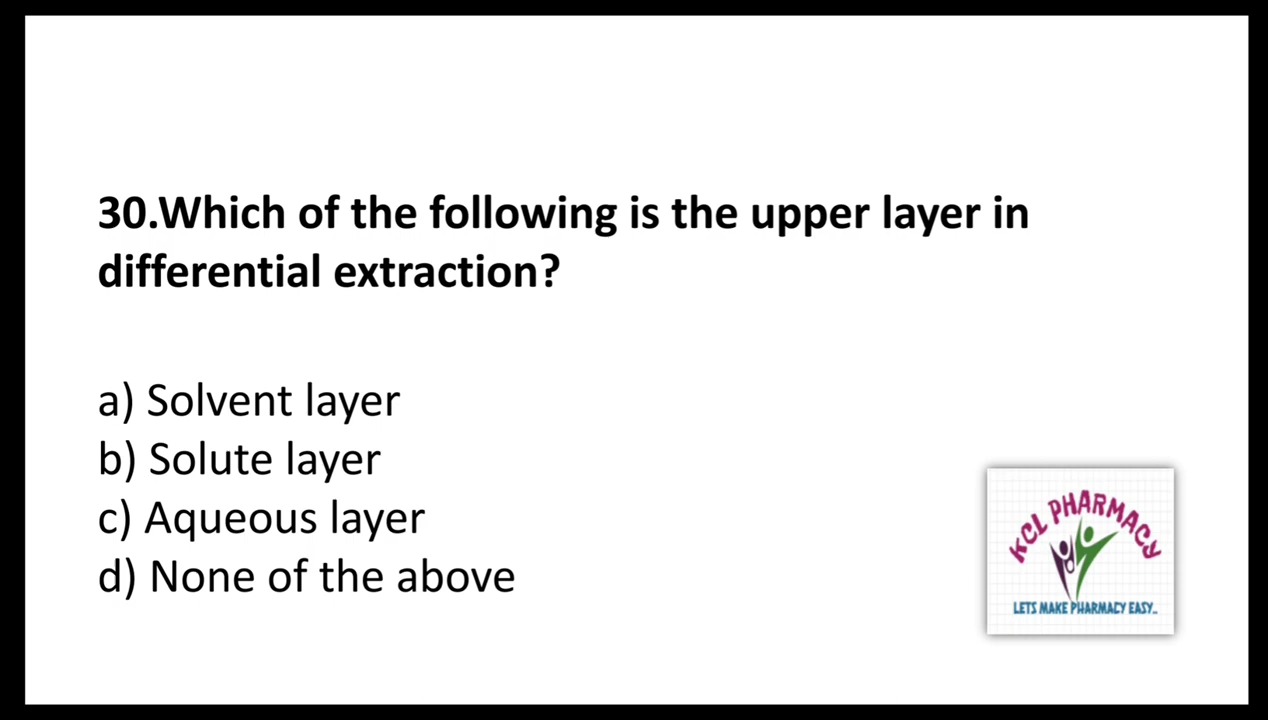 30.Which of the following is the upper layer in
differential extraction?
a) Solvent layer
b) Solute layer
c) Aqueous layer
d) None of the above
KCL PHARMACY
LETS MAKE PHARMACY EASY..